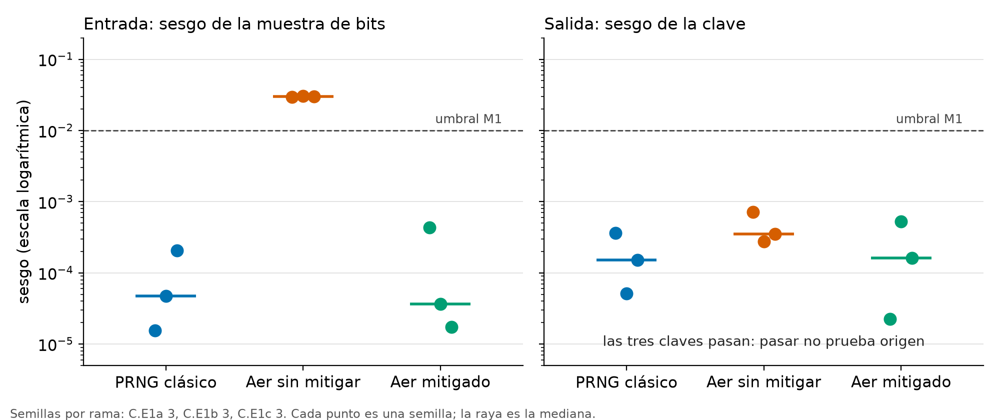 Entrada: sesgo de la muestra de bits
Salida: sesgo de la clave
sesgo (escala logarítmica)
10⁻¹
10⁻²
10⁻³
10⁻⁴
10⁻⁵
umbral M1
umbral M1
las tres claves pasan: pasar no prueba origen
PRNG clásico
Aer sin mitigar
Aer mitigado
PRNG clásico
Aer sin mitigar
Aer mitigado
Semillas por rama: C.E1a 3, C.E1b 3, C.E1c 3. Cada punto es una semilla; la raya es la mediana.